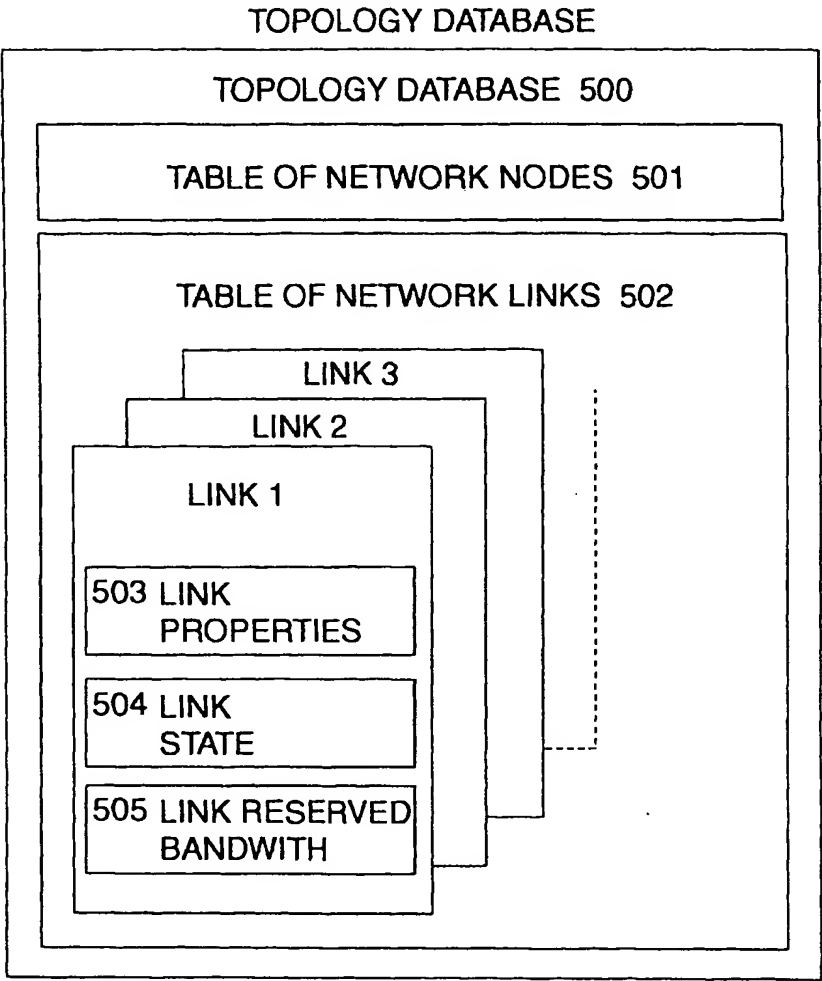 TOPOLOGY DATABASE
TOPOLOGY DATABASE 500
TABLE OF NETWORK NODES 501
TABLE OF NETWORK LINKS 502
LINK 3
LINK 2
LINK 1
503 LINK
PROPERTIES
504 LINK
STATE
505 LINK RESERVED
BANDWITH